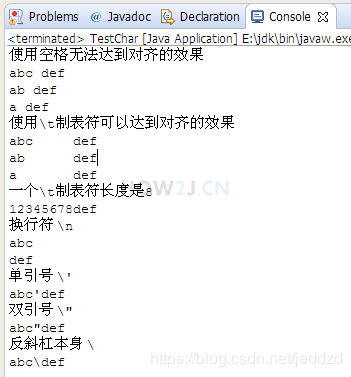 Problems @ Javadoc Declaration Console
<terminated> TestChar [Java Application] E:\jdk\bin\javaw.exe
使用空格无法达到对齐的效果
abc def
ab def
a def
使用\t制表符可以达到对齐的效果
abc def
ab def
a def
一个\t制表符长度是8
12345678def
换行符 \n
abc
def
单引号 \'
abc'def
双引号 \"
abc"def
反斜杠本身 \
abc\def
HOW2J.CN
https://blog.csdn.net/jeddzd